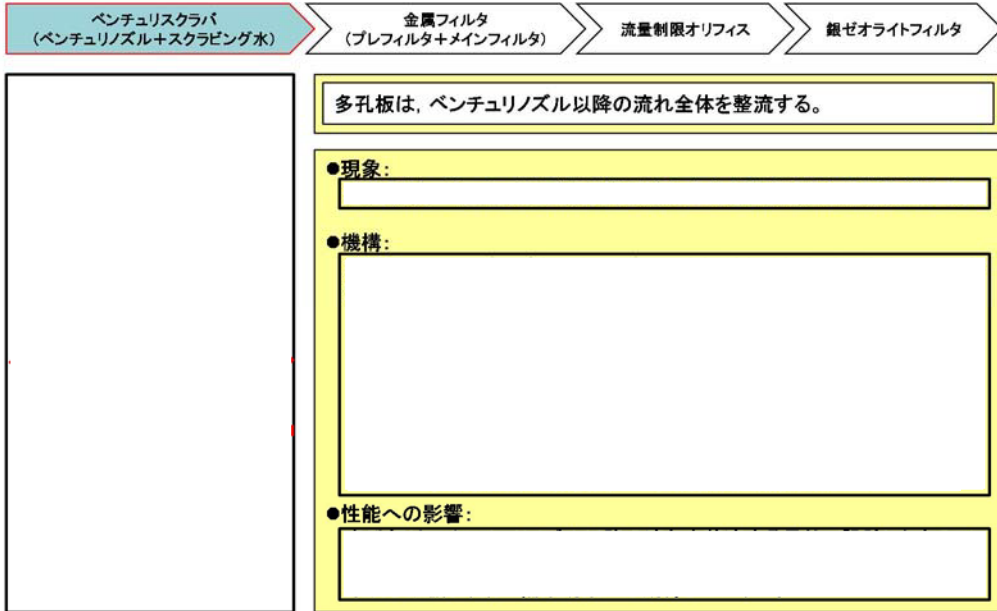 ベンチュリスクラバ
(ベンチュリノズル+スクラビング水)
金属フィルタ
(プレフィルタ+メインフィルタ)
流量制限オリフィス
銀ゼオライトフィルタ
多孔板は，ベンチュリノズル以降の流れ全体を整流する。
●現象：
●機構：
●性能への影響：